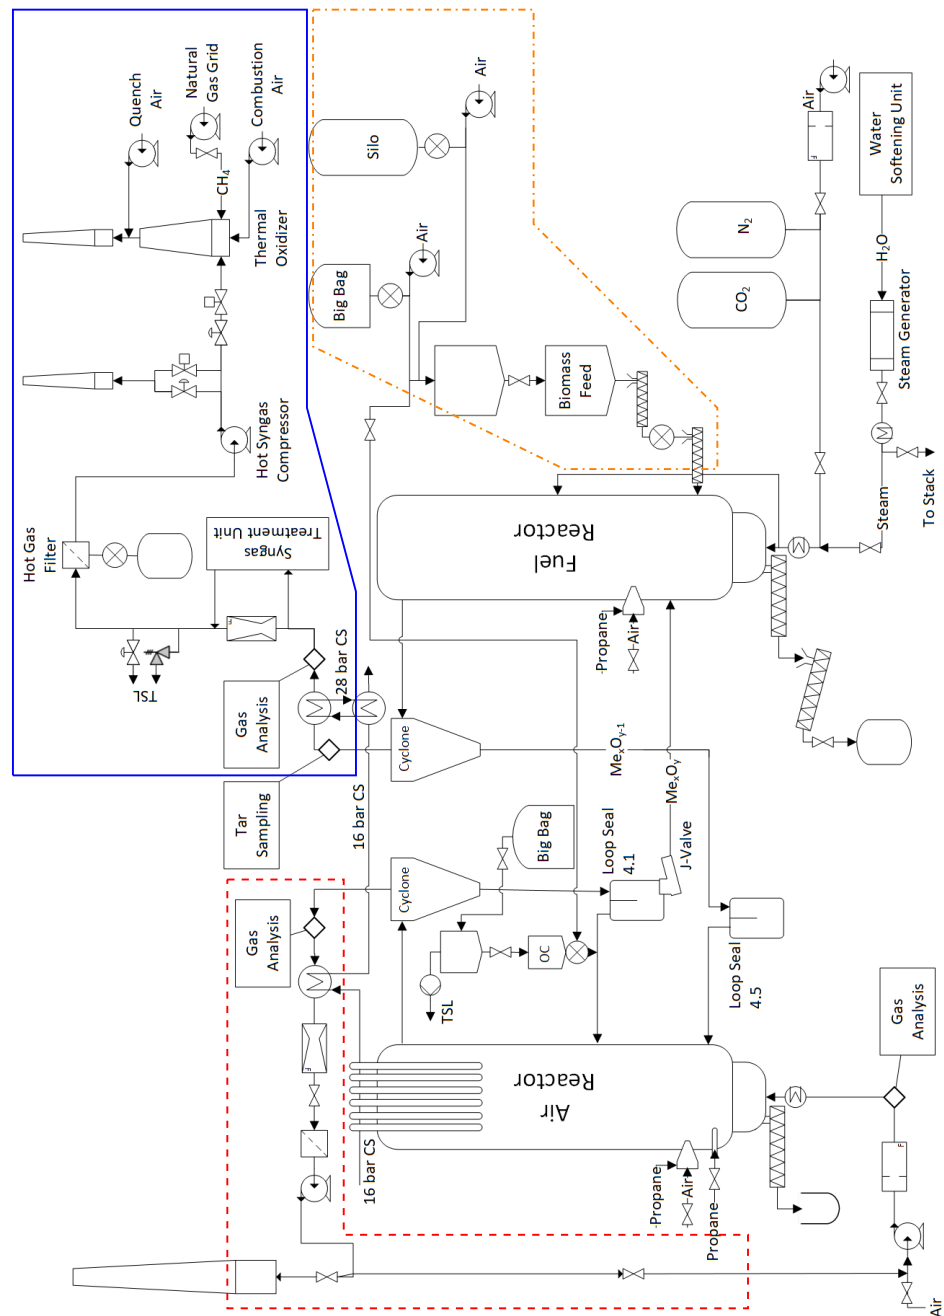 Quench
Air
Natural
Gas Grid
Combustion
Air
CH4
Thermal
Oxidizer
Hot Syngas
Compressor
Hot Gas
Filter
Syngas
Treatment Unit
TSL
F
28 bar CS
Gas
Analysis
Tar
Sampling
16 bar CS
Silo
Air
Big Bag
Air
Biomass
Feed
Fuel
Reactor
Propane
Air
N2
CO2
Air
F
Water
Softening Unit
H2O
Steam Generator
M
Steam
To Stack
Cyclone
MexOy-1
MexOy
Cyclone
Big Bag
Loop Seal
4.1
J-Valve
OC
TSL
Loop Seal
4.5
Gas
Analysis
F
16 bar CS
Air
Reactor
Propane
Air
Propane
Gas
Analysis
F
Air